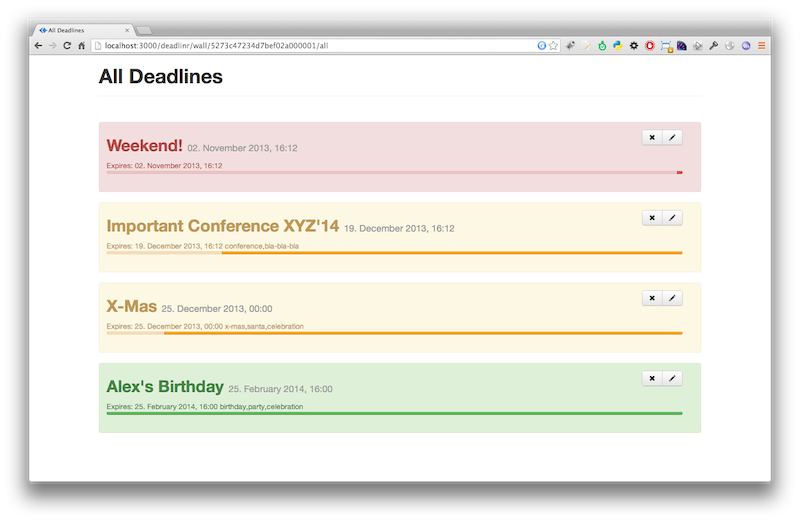 All Deadlines
localhost:3000/deadlinr/wall/5273c47234d7bef02a000001/all
All Deadlines
Weekend! 02. November 2013, 16:12
Expires: 02. November 2013, 16:12
Important Conference XYZ'14 19. December 2013, 16:12
Expires: 19. December 2013, 16:12 conference,bla-bla-bla
X-Mas 25. December 2013, 00:00
Expires: 25. December 2013, 00:00 x-mas,santa,celebration
Alex's Birthday 25. February 2014, 16:00
Expires: 25. February 2014, 16:00 birthday,party,celebration